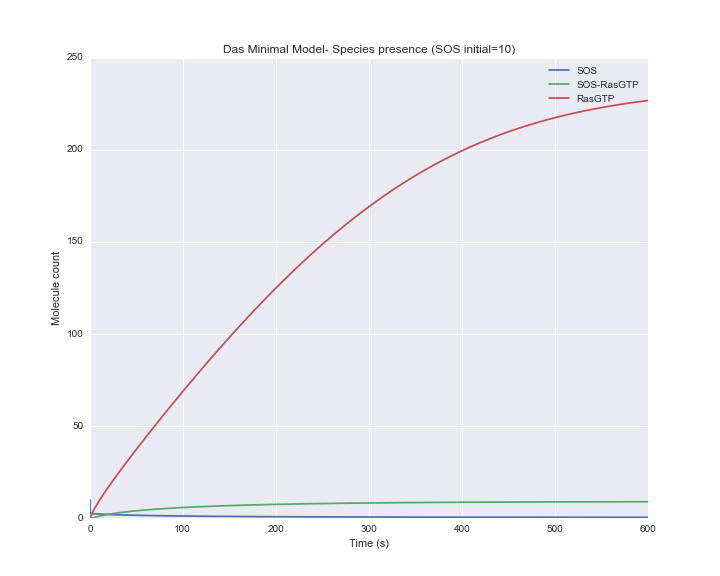 Das Minimal Model- Species presence (SOS initial=10)
250
SOS
SOS-RasGTP
RasGTP
200
150
Molecule count
100
50
0
0 100 200 300 400 500 600
Time (s)